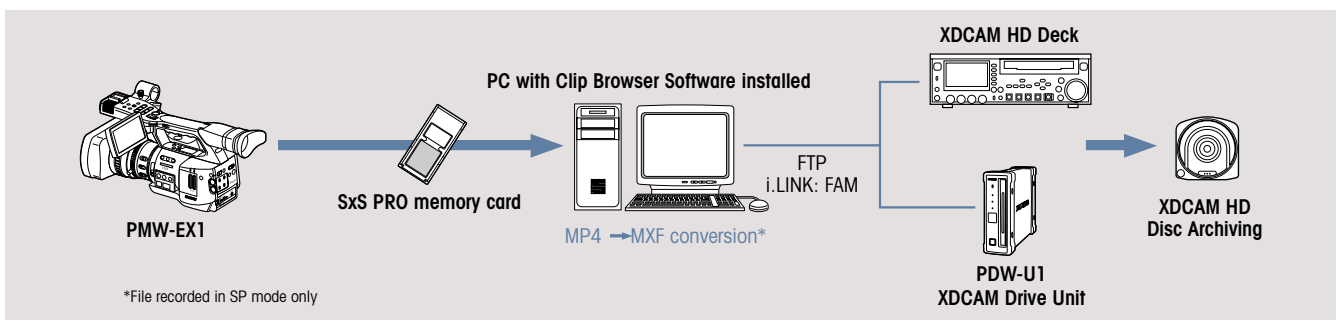 PMW-EX1
SxS PRO memory card
PC with Clip Browser Software installed
MP4 → MXF conversion*
FTP
i.LINK: FAM
XDCAM HD Deck
PDW-U1
XDCAM Drive Unit
XDCAM HD
Disc Archiving
*File recorded in SP mode only